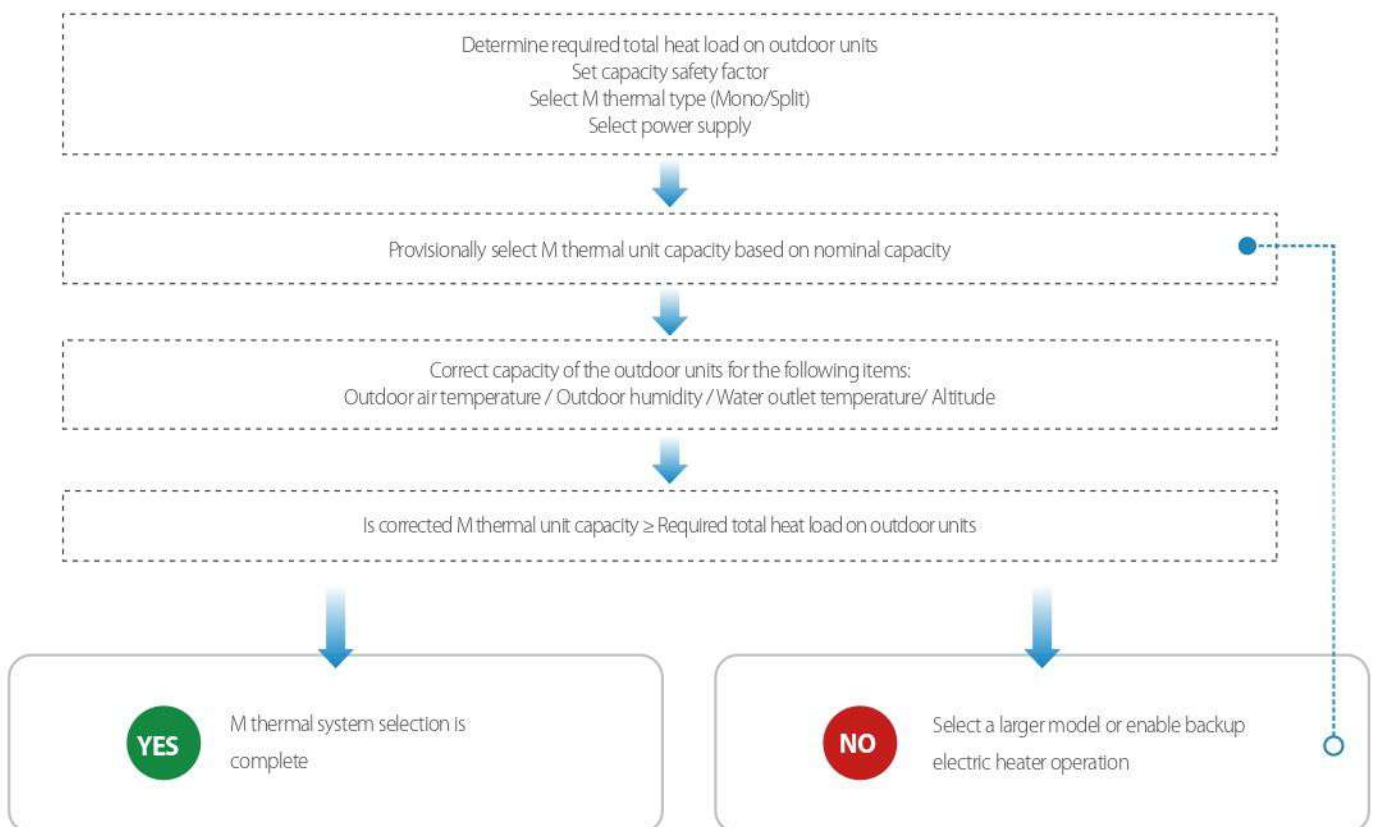 Determine required total heat load on outdoor units
Set capacity safety factor
Select M thermal type (Mono/Split)
Select power supply
Provisionally select M thermal unit capacity based on nominal capacity
Correct capacity of the outdoor units for the following items:
Outdoor air temperature / Outdoor humidity / Water outlet temperature/ Altitude
Is corrected M thermal unit capacity ≥ Required total heat load on outdoor units
YES
M thermal system selection is
complete
NO
Select a larger model or enable backup
electric heater operation